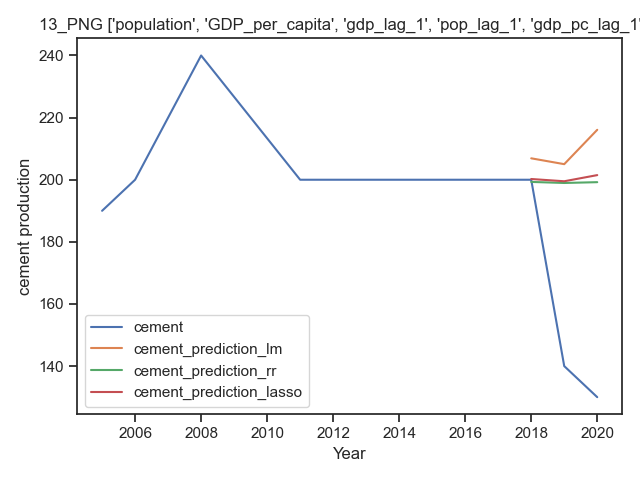 13_PNG ['population', 'GDP_per_capita', 'gdp_lag_1', 'pop_lag_1', 'gdp_pc_lag_1'
240
220
200
180
160
140
cement production
cement
cement_prediction_lm
cement_prediction_rr
cement_prediction_lasso
2006 2008 2010 2012 2014 2016 2018 2020
Year